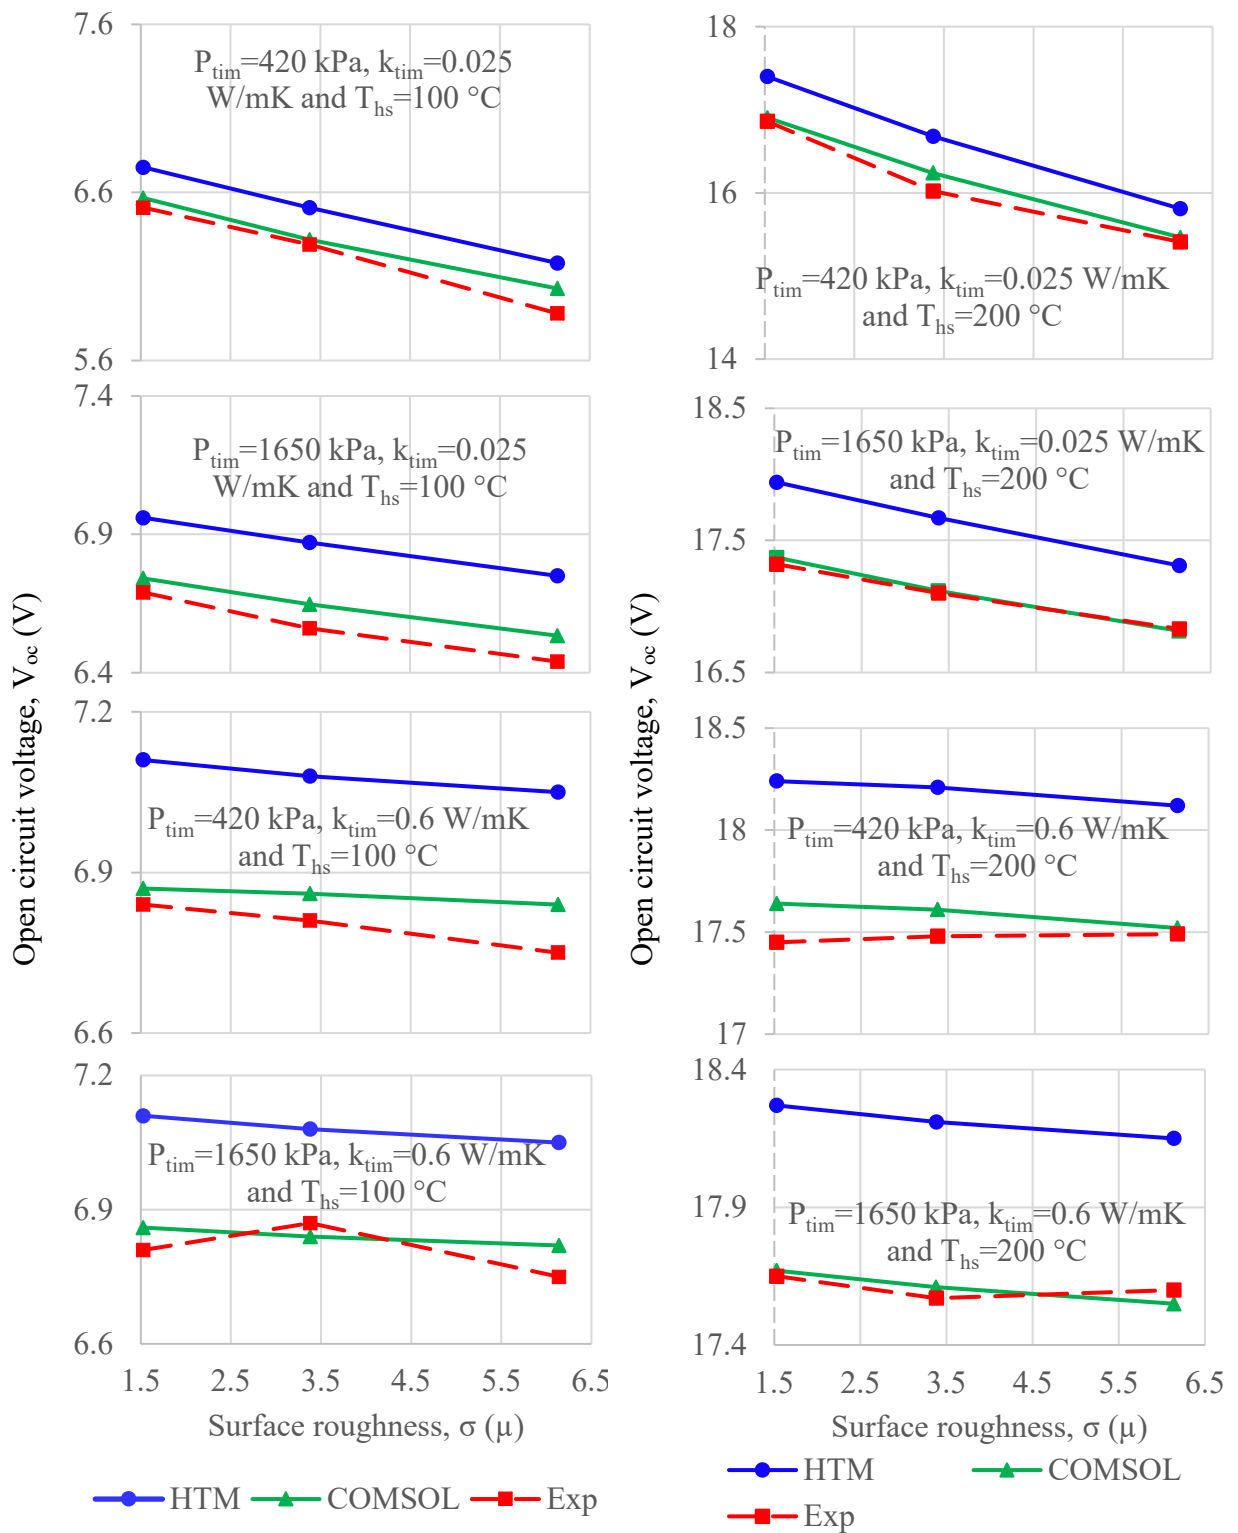 7.6
P_tim=420 kPa, k_tim=0.025
W/mK and T_hs=100 °C
6.6
5.6
7.4
P_tim=1650 kPa, k_tim=0.025
W/mK and T_hs=100 °C
6.9
6.4
7.2
P_tim=420 kPa, k_tim=0.6 W/mK
and T_hs=100 °C
6.9
6.6
7.2
P_tim=1650 kPa, k_tim=0.6 W/mK
and T_hs=100 °C
6.9
6.6
1.5 2.5 3.5 4.5 5.5 6.5
Surface roughness, σ (μ)
Open circuit voltage, V_oc (V)
HTM COMSOL Exp
18
16
P_tim=420 kPa, k_tim=0.025 W/mK
and T_hs=200 °C
14
18.5
P_tim=1650 kPa, k_tim=0.025 W/mK
and T_hs=200 °C
17.5
16.5
18.5
18
P_tim=420 kPa, k_tim=0.6 W/mK
and T_hs=200 °C
17.5
17
18.4
17.9
P_tim=1650 kPa, k_tim=0.6 W/mK
and T_hs=200 °C
17.4
1.5 2.5 3.5 4.5 5.5 6.5
Surface roughness, σ (μ)
Open circuit voltage, V_oc (V)
HTM COMSOL
Exp